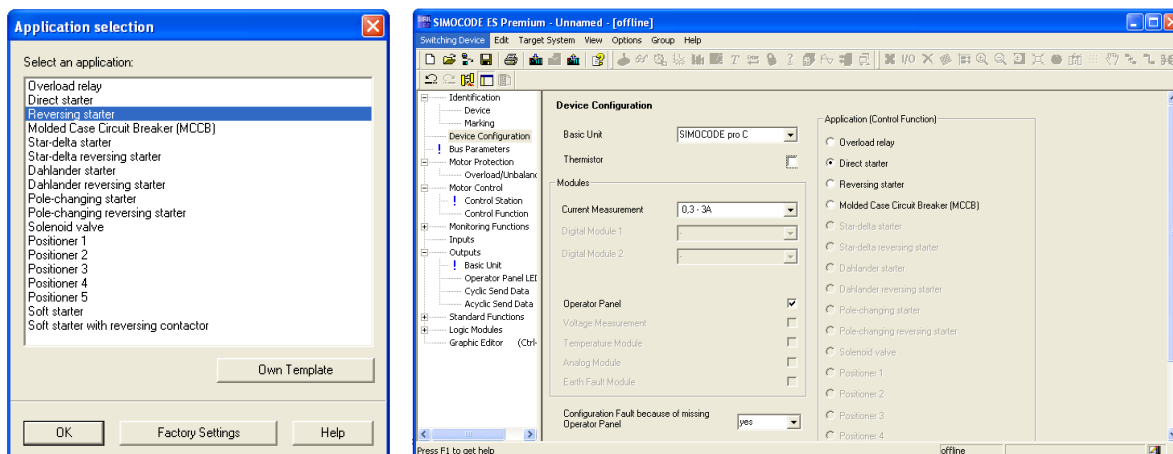 Application selection
Select an application:
Overload relay
Direct starter
Reversing starter
Molded Case Circuit Breaker (MCCB)
Star-delta starter
Star-delta reversing starter
Dahlander starter
Dahlander reversing starter
Pole-changing starter
Pole-changing reversing starter
Solenoid valve
Positioner 1
Positioner 2
Positioner 3
Positioner 4
Positioner 5
Soft starter
Soft starter with reversing contactor
Own Template
OK Factory Settings Help
SIMOCODE ES Premium - Unnamed - [offline]
Switching Device Edit Target System View Options Group Help
Identification
Device
Marking
Device Configuration
! Bus Parameters
Motor Protection
Overload/Unbalanc
Motor Control
! Control Station
Control Function
Monitoring Functions
Inputs
Outputs
! Basic Unit
Operator Panel LED
Cyclic Send Data
Acyclic Send Data
Standard Functions
Logic Modules
Graphic Editor (Ctrl-
Device Configuration
Basic Unit SIMOCODE pro C
Thermistor
Modules
Current Measurement 0,3 - 3A
Digital Module 1 -
Digital Module 2 -
Operator Panel
Voltage Measurement
Temperature Module
Analog Module
Earth Fault Module
Configuration Fault because of missing
Operator Panel yes
Application (Control Function)
Overload relay
Direct starter
Reversing starter
Molded Case Circuit Breaker (MCCB)
Star-delta starter
Star-delta reversing starter
Dahlander starter
Dahlander reversing starter
Pole-changing starter
Pole-changing reversing starter
Solenoid valve
Positioner 1
Positioner 2
Positioner 3
Positioner 4
Press F1 to get help offline